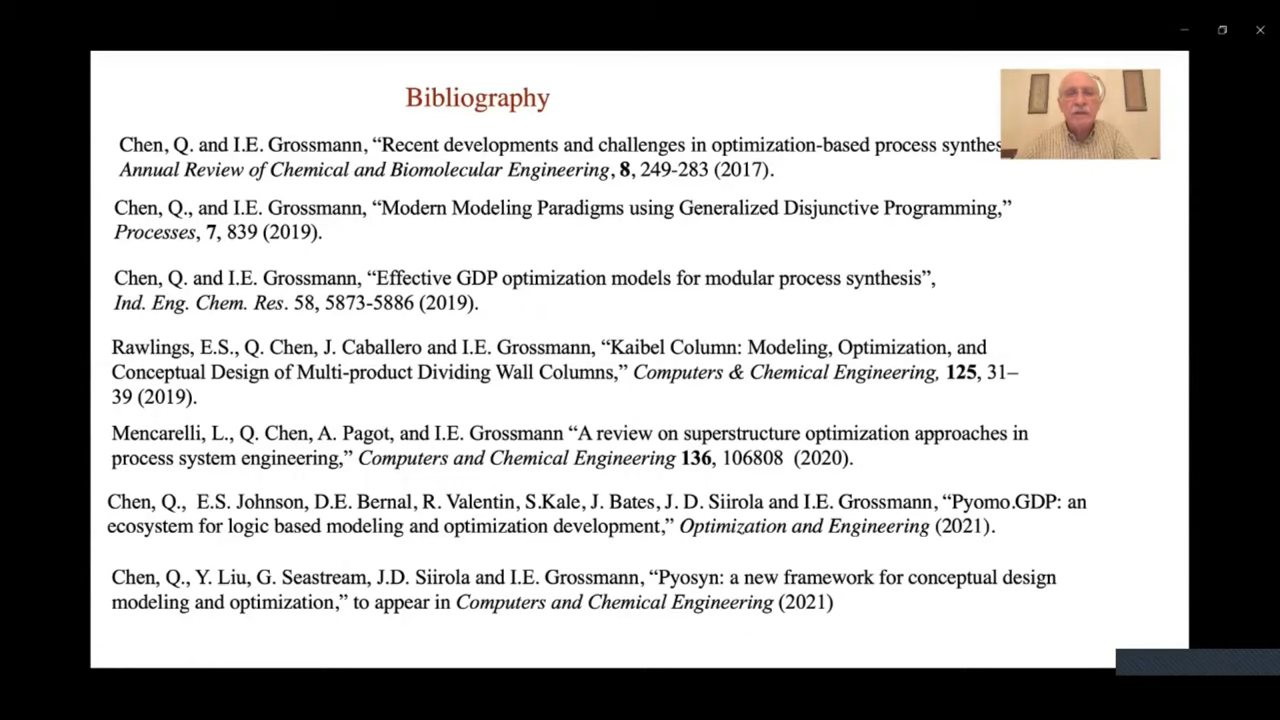 Bibliography
Chen, Q. and I.E. Grossmann, “Recent developments and challenges in optimization-based process
Annual Review of Chemical and Biomolecular Engineering, 8, 249-283 (2017).
Chen, Q., and I.E. Grossmann, “Modern Modeling Paradigms using Generalized Disjunctive Programming,”
Processes, 7, 839 (2019).
Chen, Q. and I.E. Grossmann, “Effective GDP optimization models for modular process synthesis”,
Ind. Eng. Chem. Res. 58, 5873-5886 (2019).
Rawlings, E.S., Q. Chen, J. Caballero and I.E. Grossmann, “Kaibel Column: Modeling, Optimization, and
Conceptual Design of Multi-product Dividing Wall Columns,” Computers & Chemical Engineering, 125, 31–
39 (2019).
Mencarelli, L., Q. Chen, A. Pagot, and I.E. Grossmann “A review on superstructure optimization approaches in
process system engineering,” Computers and Chemical Engineering 136, 106808 (2020).
Chen, Q., E.S. Johnson, D.E. Bernal, R. Valentin, S.Kale, J. Bates, J. D. Siirola and I.E. Grossmann, “Pyomo.GDP: an
ecosystem for logic based modeling and optimization development,” Optimization and Engineering (2021).
Chen, Q., Y. Liu, G. Seastream, J.D. Siirola and I.E. Grossmann, “Pyosyn: a new framework for conceptual design
modeling and optimization,” to appear in Computers and Chemical Engineering (2021)